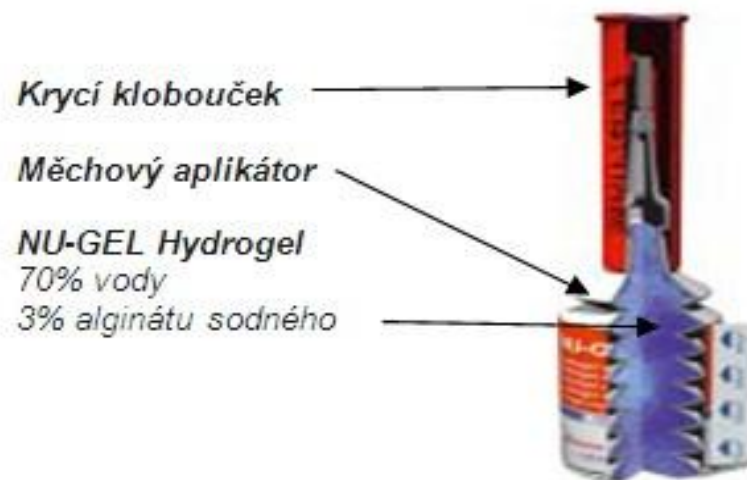 Krycí klobouček
Měchový aplikátor
NU-GEL Hydrogel
70% vody
3% alginátu sodného